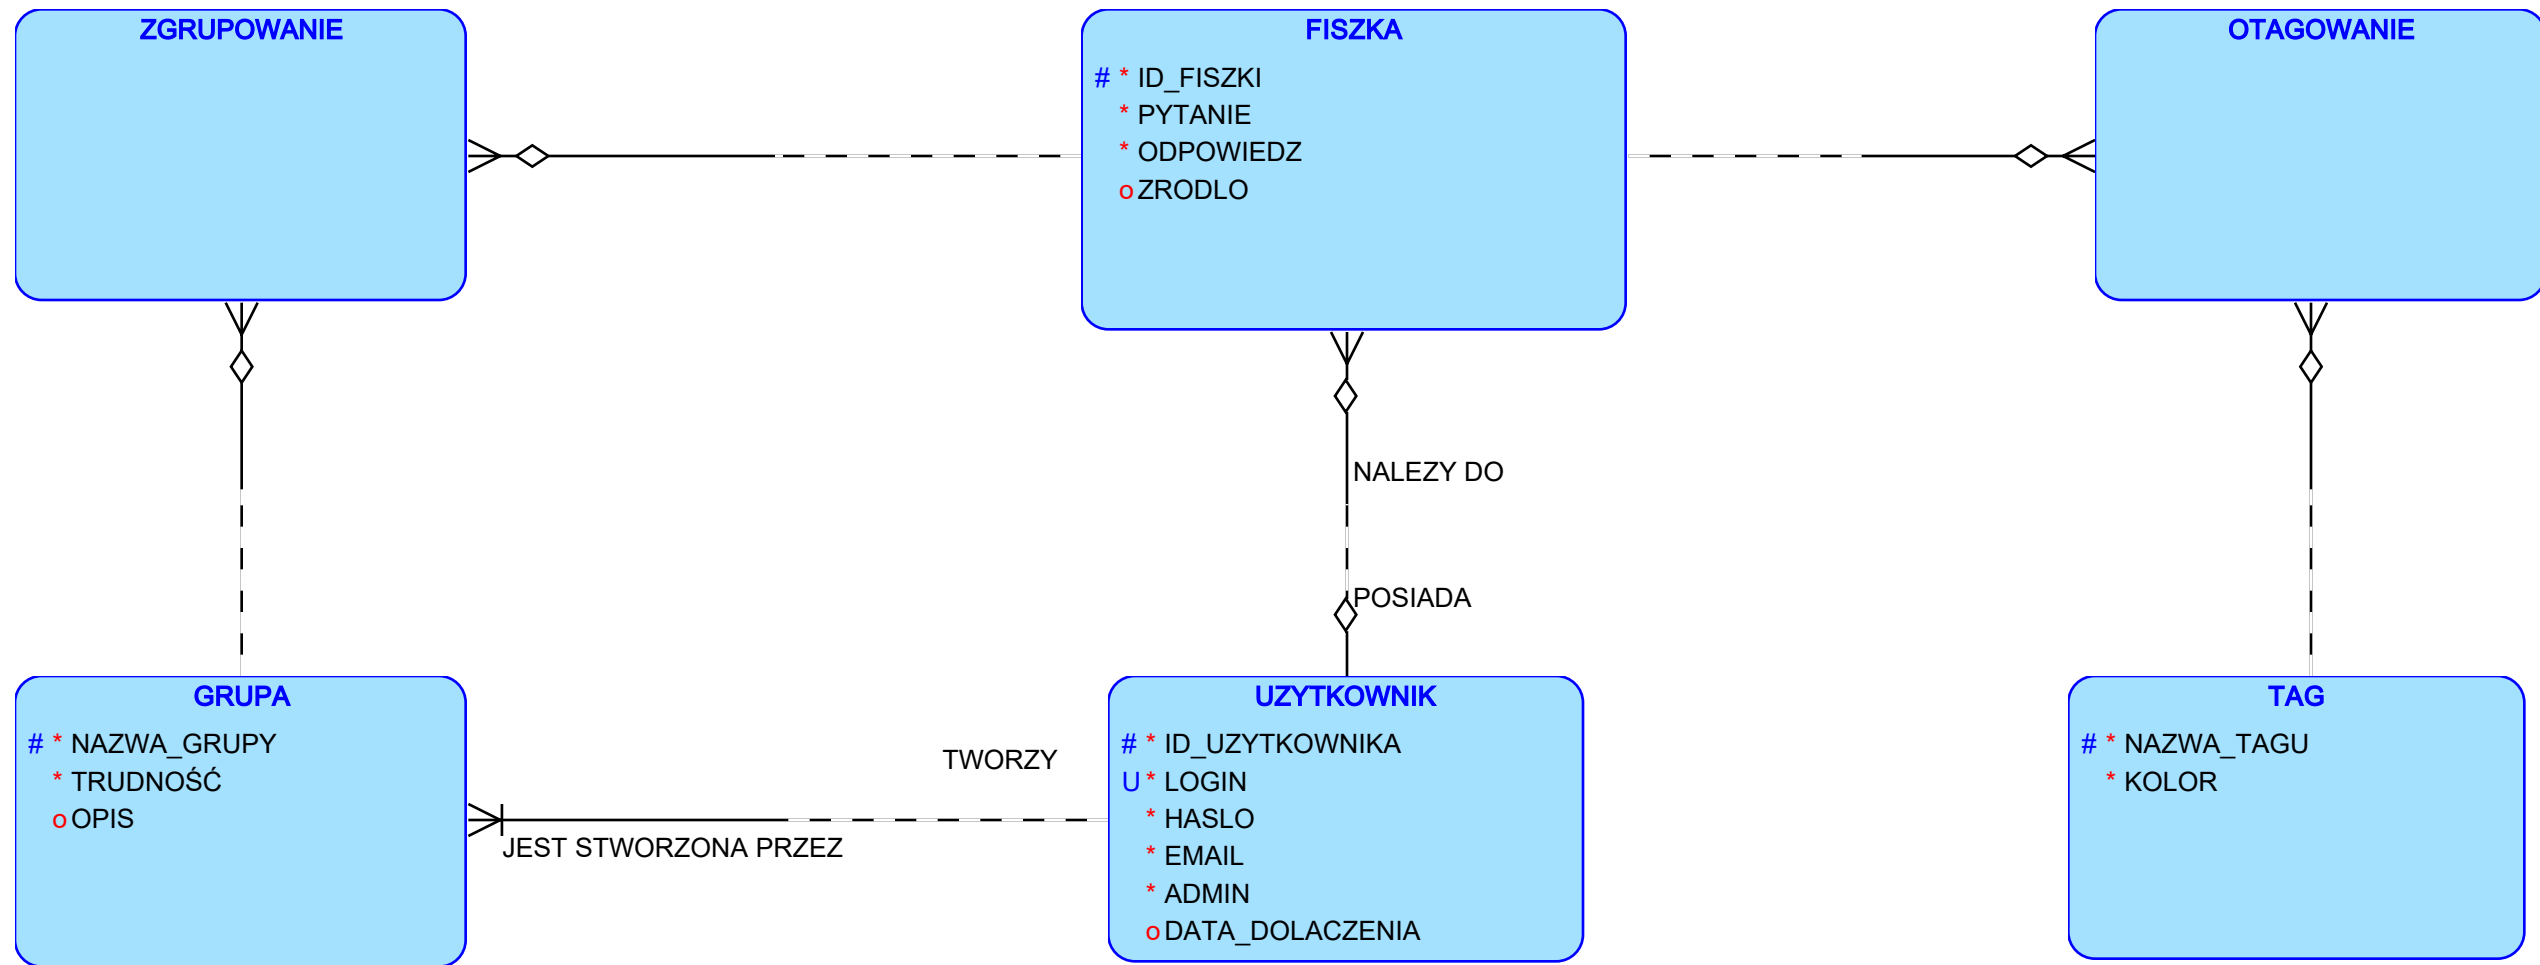 ZGRUPOWANIE
FISZKA
# * ID_FISZKI
* PYTANIE
* ODPOWIEDZ
o ZRODLO
OTAGOWANIE
NALEZY DO
POSIADA
GRUPA
# * NAZWA_GRUPY
* TRUDNOŚĆ
o OPIS
TWORZY
JEST STWORZONA PRZEZ
UZYTKOWNIK
# * ID_UZYTKOWNIKA
U * LOGIN
* HASLO
* EMAIL
* ADMIN
o DATA_DOLACZENIA
TAG
# * NAZWA_TAGU
* KOLOR